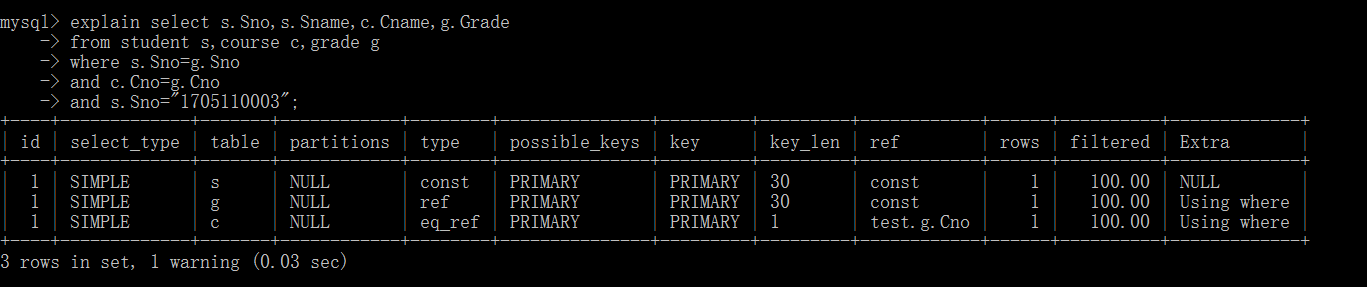 mysql> explain select s.Sno,s.Sname,c.Cname,g.Grade
    -> from student s,course c,grade g
    -> where s.Sno=g.Sno
    -> and c.Cno=g.Cno
    -> and s.Sno="1705110003";
+----+-------------+-------+------------+--------+---------------+---------+---------+------------+------+----------+-------------+
| id | select_type | table | partitions | type   | possible_keys | key     | key_len | ref        | rows | filtered | Extra       |
+----+-------------+-------+------------+--------+---------------+---------+---------+------------+------+----------+-------------+
|  1 | SIMPLE      | s     | NULL       | const  | PRIMARY       | PRIMARY | 30      | const      |    1 |   100.00 | NULL        |
|  1 | SIMPLE      | g     | NULL       | ref    | PRIMARY       | PRIMARY | 30      | const      |    1 |   100.00 | Using where |
|  1 | SIMPLE      | c     | NULL       | eq_ref | PRIMARY       | PRIMARY | 1       | test.g.Cno |    1 |   100.00 | Using where |
+----+-------------+-------+------------+--------+---------------+---------+---------+------------+------+----------+-------------+
3 rows in set, 1 warning (0.03 sec)